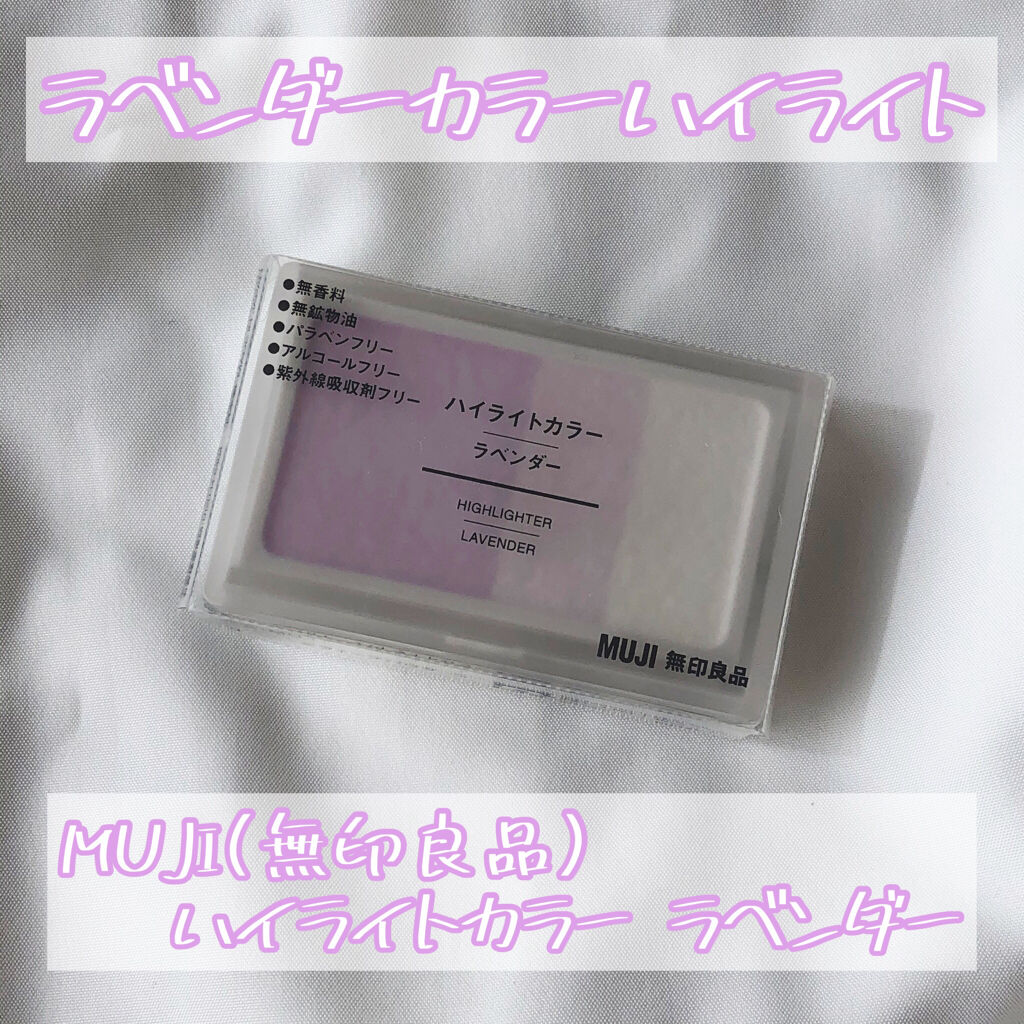 ラベンダーカラーハイライト
●無香料
●無鉱物油
●パラベンフリー
●アルコールフリー
●紫外線吸収剤フリー
ハイライトカラー
ラベンダー
HIGHLIGHTER
LAVENDER
MUJI 無印良品
MUJI(無印良品)
ハイライトカラー ラベンダー